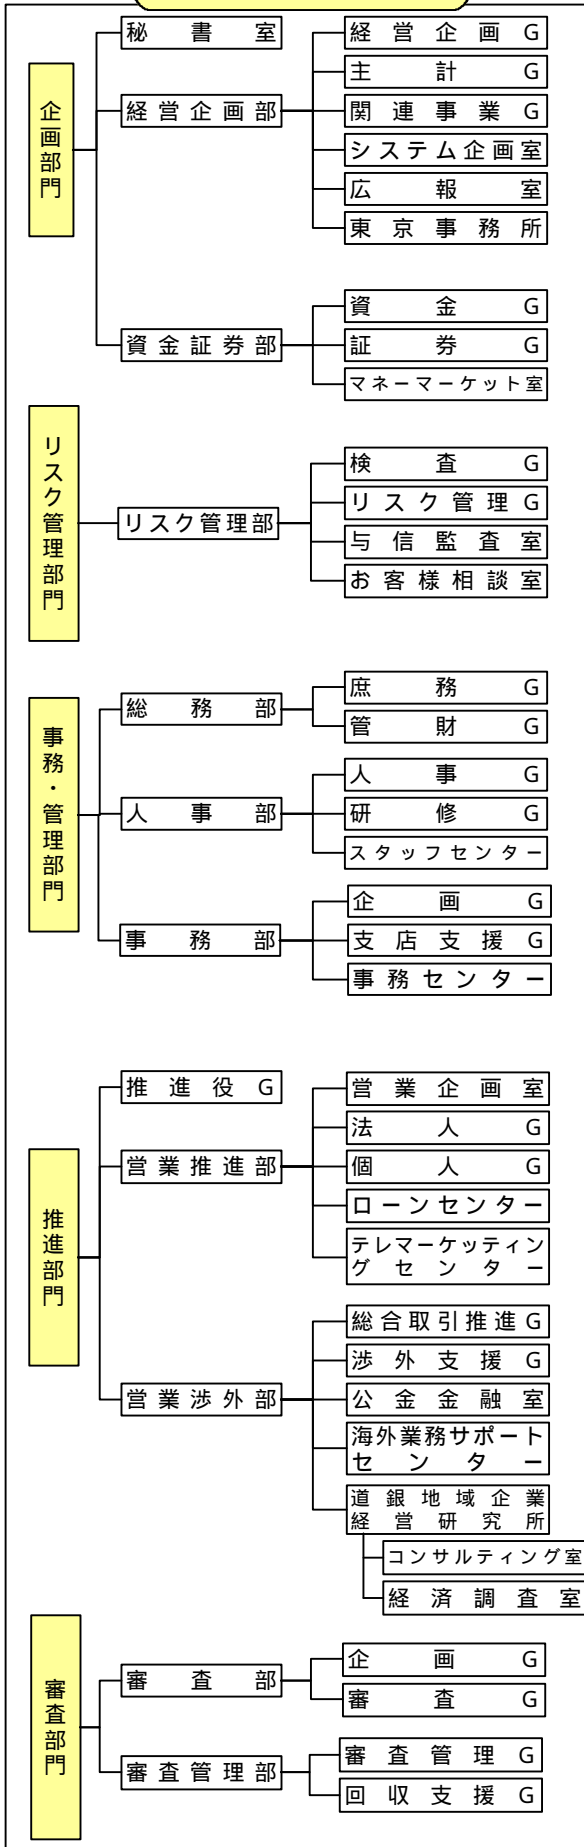 企画部門
秘書室
経営企画部
経営企画G
主計G
関連事業G
システム企画室
広報室
東京事務所
資金証券部
資金G
証券G
マネーマーケット室
リスク管理部門
リスク管理部
検査G
リスク管理G
与信監査室
お客様相談室
事務・管理部門
総務部
庶務G
管財G
人事部
人事G
研修G
スタッフセンター
事務部
企画G
支店支援G
事務センター
推進部門
推進役G
営業推進部
営業企画室
法人G
個人G
ローンセンター
テレマーケッティン
グセンター
営業渉外部
総合取引推進G
渉外支援G
公金金融室
海外業務サポート
センター
道銀地域企業
経営研究所
コンサルティング室
経済調査室
審査部門
審査部
企画G
審査G
審査管理部
審査管理G
回収支援G